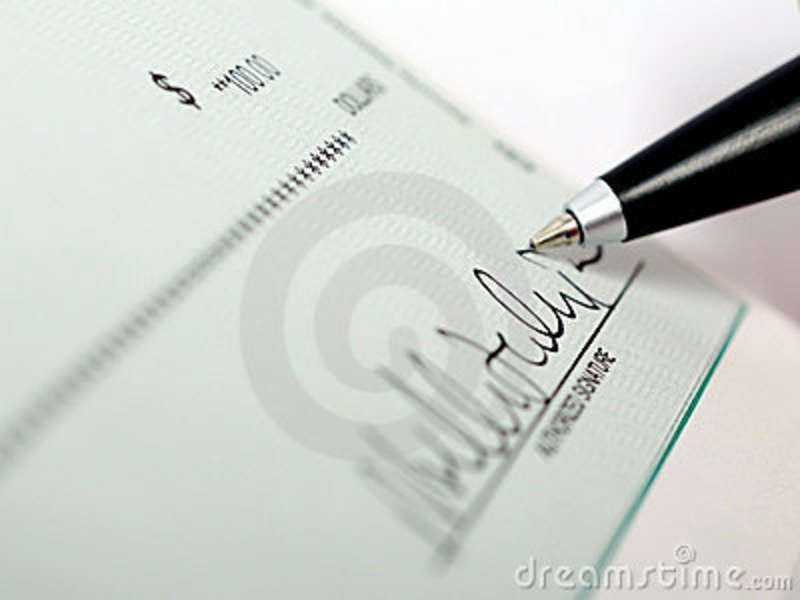 $ ***100.00
DOLLARS
AUTHORIZED SIGNATURE
dreamstime.com